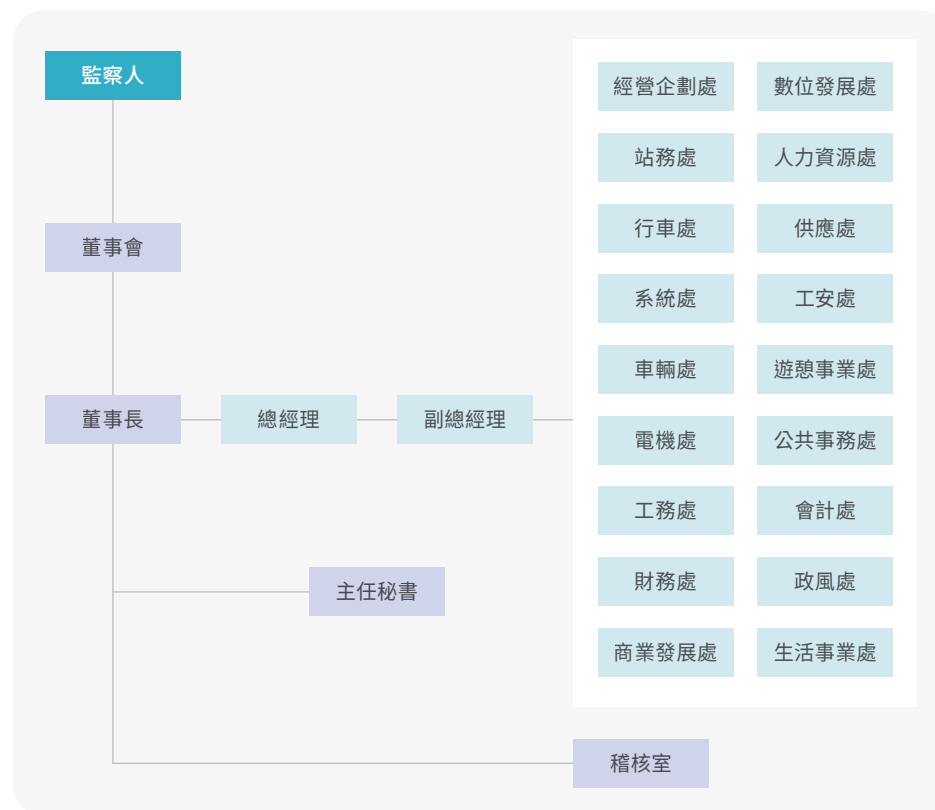 監察人
董事會
董事長
總經理
副總經理
主任秘書
稽核室
經營企劃處
數位發展處
站務處
人力資源處
行車處
供應處
系統處
工安處
車輛處
遊憩事業處
電機處
公共事務處
工務處
會計處
財務處
政風處
商業發展處
生活事業處